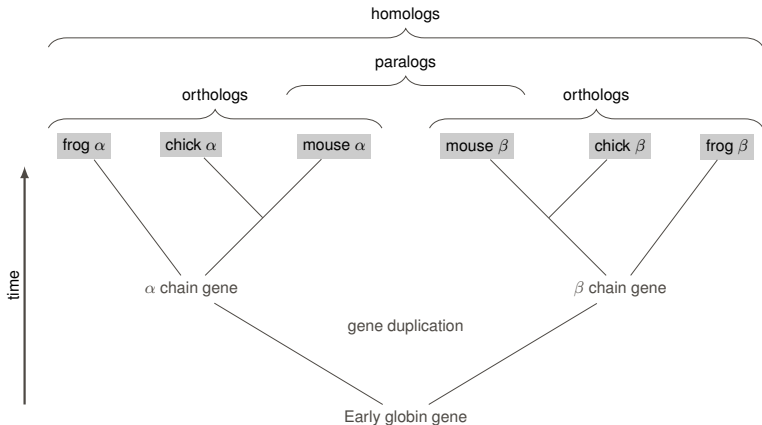 homologs
paralogs
orthologs
orthologs
frog α
chick α
mouse α
mouse β
chick β
frog β
time
α chain gene
β chain gene
gene duplication
Early globin gene